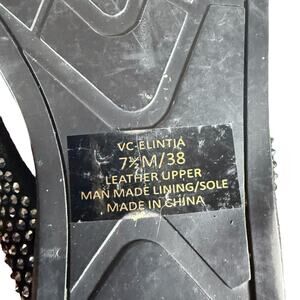 VC-ELINTIA
7½M/38
LEATHER UPPER
MAN MADE LINING/SOLE
MADE IN CHINA